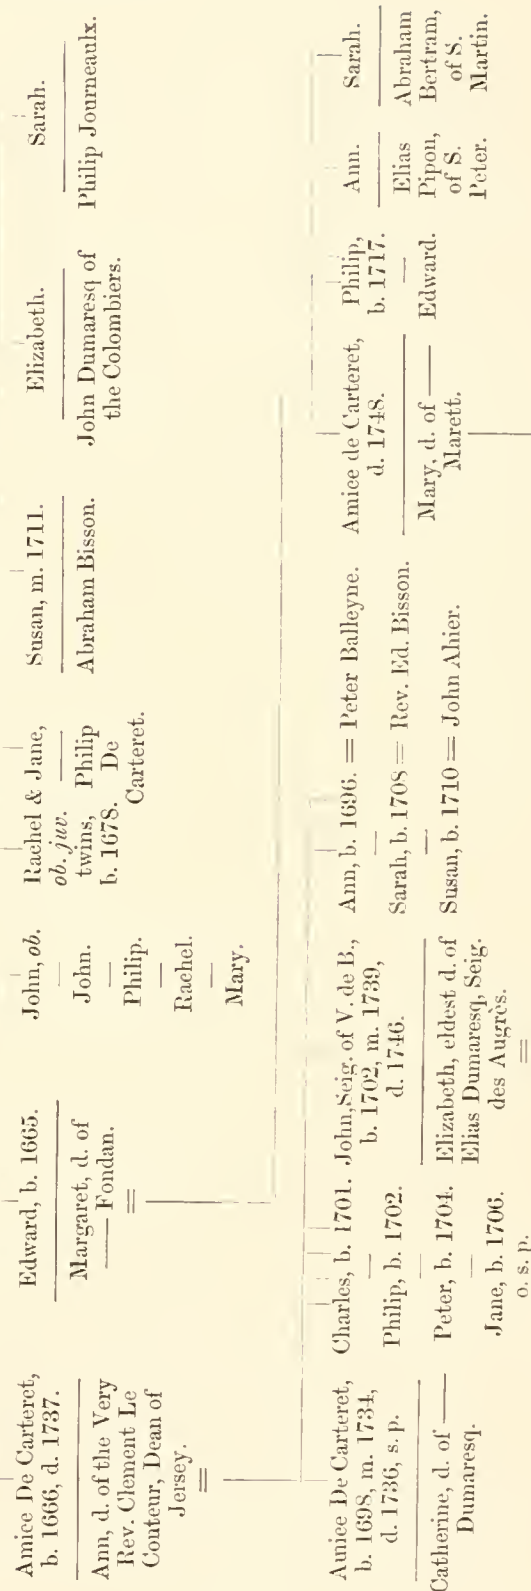 Amice De Carteret,
b. 1666, d. 1737.
Ann, d. of the Very
Rev. Clement Le
Couteur, Dean of
Jersey.
=
Edward, b. 1665.
Margaret, d. of
—— Fondan.
=
John, ob.
—
John.
—
Philip.
—
Rachel.
—
Mary.
Rachel & Jane,
ob. juv.
twins,
b. 1678.
——
Philip
De
Carteret.
Susan, m. 1711.
Abraham Bisson.
Elizabeth.
John Dumaresq of
the Colombiers.
Sarah.
Philip Journeaulx.
Amice De Carteret,
b. 1698, m. 1734,
d. 1736, s. p.
Catherine, d. of ——
Dumaresq.
Charles, b. 1701.
—
Philip, b. 1702.
—
Peter, b. 1704.
—
Jane, b. 1706.
o. s. p.
John, Seig. of V. de B.,
b. 1702, m. 1739,
d. 1746.
Elizabeth, eldest d. of
Elias Dumaresq, Seig.
des Augrès.
=
Ann, b. 1696. = Peter Balleyne.
—
Sarah, b. 1708 = Rev. Ed. Bisson.
—
Susan, b. 1710 = John Ahier.
Amice de Carteret,
d. 1748.
Mary, d. of ——
Marett.
Philip,
b. 1717.
—
Edward.
Ann.
Elias
Pipon,
of S.
Peter.
Sarah.
Abraham
Bertram,
of S.
Martin.